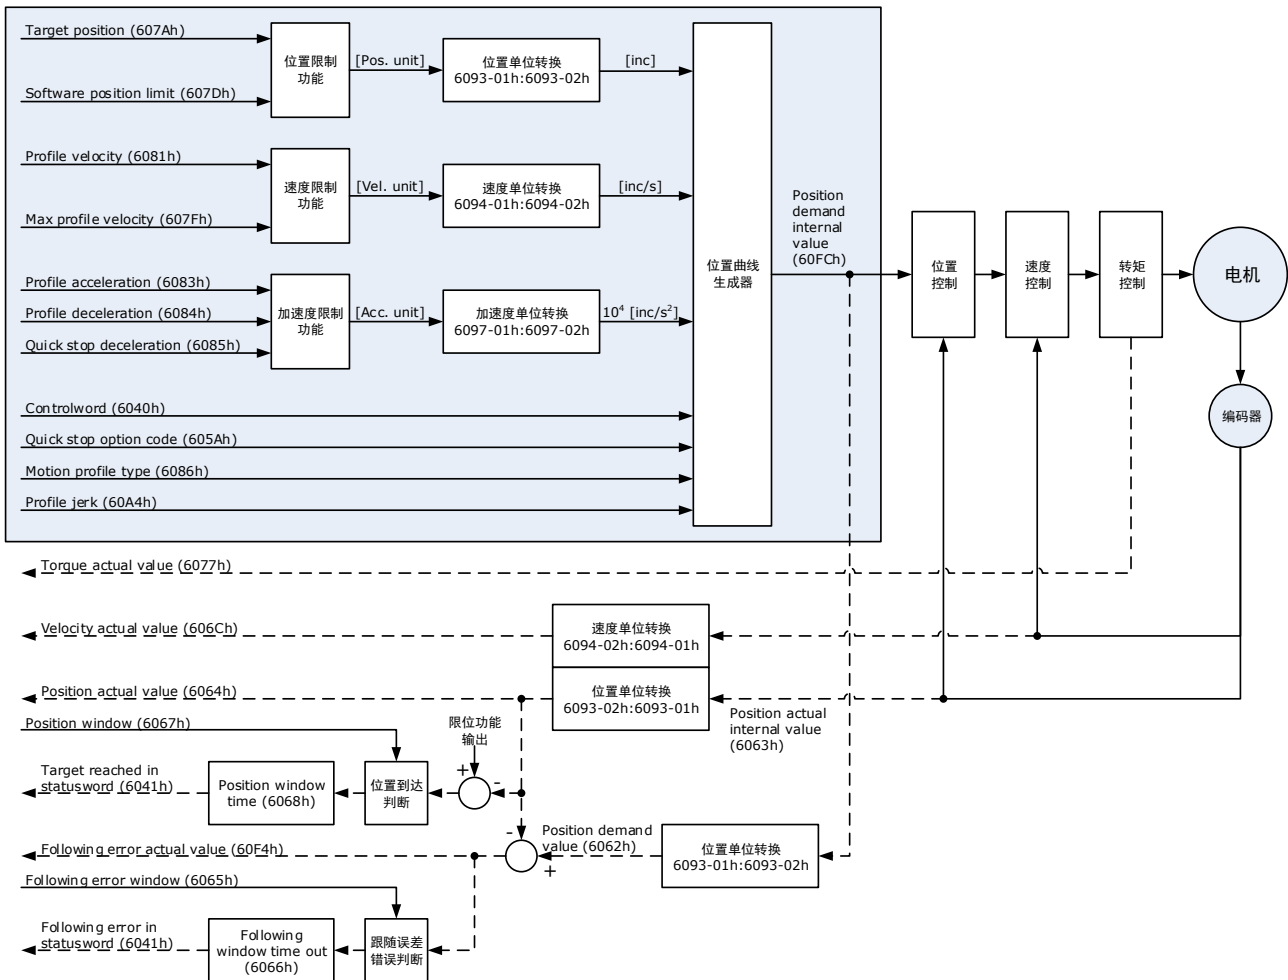 Target position (607Ah)
位置限制
功能
[Pos. unit]
位置单位转换
6093-01h:6093-02h
[inc]
Software position limit (607Dh)
Profile velocity (6081h)
速度限制
功能
[Vel. unit]
速度单位转换
6094-01h:6094-02h
[inc/s]
Max profile velocity (607Fh)
Profile acceleration (6083h)
Profile deceleration (6084h)
Quick stop deceleration (6085h)
加速度限制
功能
[Acc. unit]
加速度单位转换
6097-01h:6097-02h
10⁴ [inc/s²]
Controlword (6040h)
Quick stop option code (605Ah)
Motion profile type (6086h)
Profile jerk (60A4h)
位置曲线
生成器
Position
demand
internal
value
(60FCh)
位置
控制
速度
控制
转矩
控制
电机
编码器
Torque actual value (6077h)
Velocity actual value (606Ch)
速度单位转换
6094-02h:6094-01h
Position actual value (6064h)
位置单位转换
6093-02h:6093-01h
Position actual
internal value
(6063h)
Position window (6067h)
限位功能
输出
+
-
Target reached in
statusword (6041h)
Position window
time (6068h)
位置到达
判断
-
+
Position demand
value (6062h)
位置单位转换
6093-01h:6093-02h
Following error actual value (60F4h)
Following error window (6065h)
Following error in
statusword (6041h)
Following
window time out
(6066h)
跟随误差
错误判断